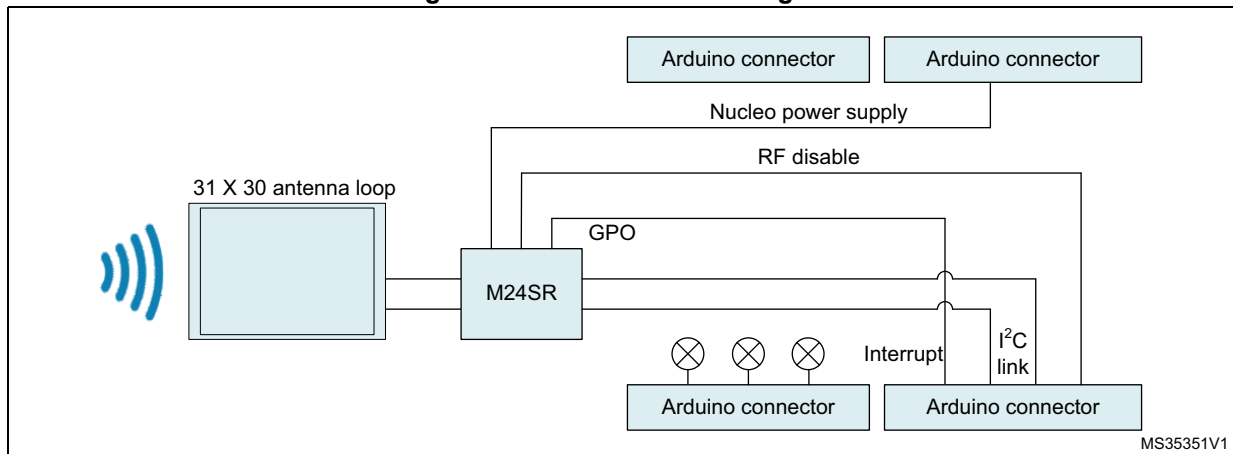 Arduino connector
Arduino connector
Nucleo power supply
RF disable
31 X 30 antenna loop
GPO
M24SR
Interrupt
I²C
link
Arduino connector
Arduino connector
MS35351V1